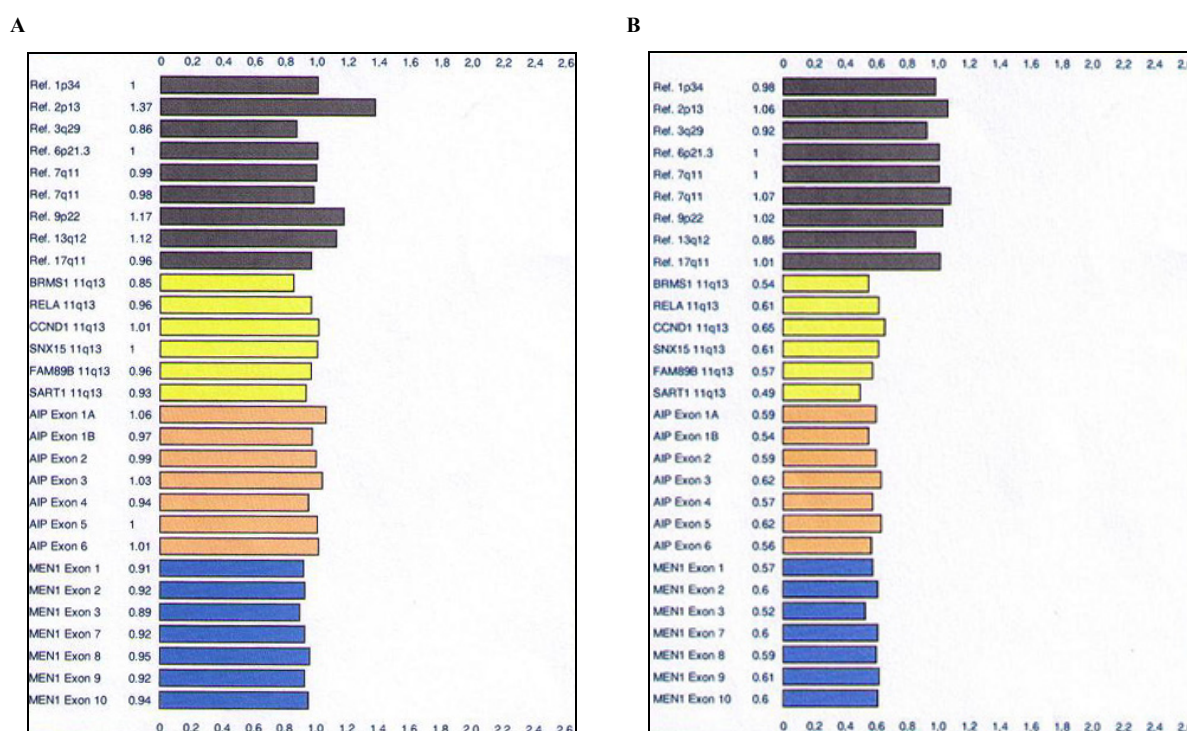 A
0 0,2 0,6 0,8 1,0 1,2 1,4 1,6 1,8 2,0 2,2 2,4 2,6
Ref. 1p34 1
Ref. 2p13 1.37
Ref. 3q29 0.86
Ref. 6p21.3 1
Ref. 7q11 0.99
Ref. 7q11 0.98
Ref. 9p22 1.17
Ref. 13q12 1.12
Ref. 17q11 0.96
BRMS1 11q13 0.85
RELA 11q13 0.96
CCND1 11q13 1.01
SNX15 11q13 1
FAM89B 11q13 0.96
SART1 11q13 0.93
AIP Exon 1A 1.06
AIP Exon 1B 0.97
AIP Exon 2 0.99
AIP Exon 3 1.03
AIP Exon 4 0.94
AIP Exon 5 1
AIP Exon 6 1.01
MEN1 Exon 1 0.91
MEN1 Exon 2 0.92
MEN1 Exon 3 0.89
MEN1 Exon 7 0.92
MEN1 Exon 8 0.95
MEN1 Exon 9 0.92
MEN1 Exon 10 0.94
0 0,2 0,6 0,8 1,0 1,2 1,4 1,6 1,8 2,0 2,2 2,4 2,6
B
0 0,2 0,4 0,6 0,8 1,0 1,2 1,4 1,6 1,8 2,0 2,2 2,4
Ref. 1p34 0.98
Ref. 2p13 1.06
Ref. 3q29 0.92
Ref. 6p21.3 1
Ref. 7q11 1
Ref. 7q11 1.07
Ref. 9p22 1.02
Ref. 13q12 0.85
Ref. 17q11 1.01
BRMS1 11q13 0.54
RELA 11q13 0.61
CCND1 11q13 0.65
SNX15 11q13 0.61
FAM89B 11q13 0.57
SART1 11q13 0.49
AIP Exon 1A 0.59
AIP Exon 1B 0.54
AIP Exon 2 0.59
AIP Exon 3 0.62
AIP Exon 4 0.57
AIP Exon 5 0.62
AIP Exon 6 0.56
MEN1 Exon 1 0.57
MEN1 Exon 2 0.6
MEN1 Exon 3 0.52
MEN1 Exon 7 0.6
MEN1 Exon 8 0.59
MEN1 Exon 9 0.61
MEN1 Exon 10 0.6
0 0,2 0,4 0,6 0,8 1,0 1,2 1,4 1,6 1,8 2,0 2,2 2,4